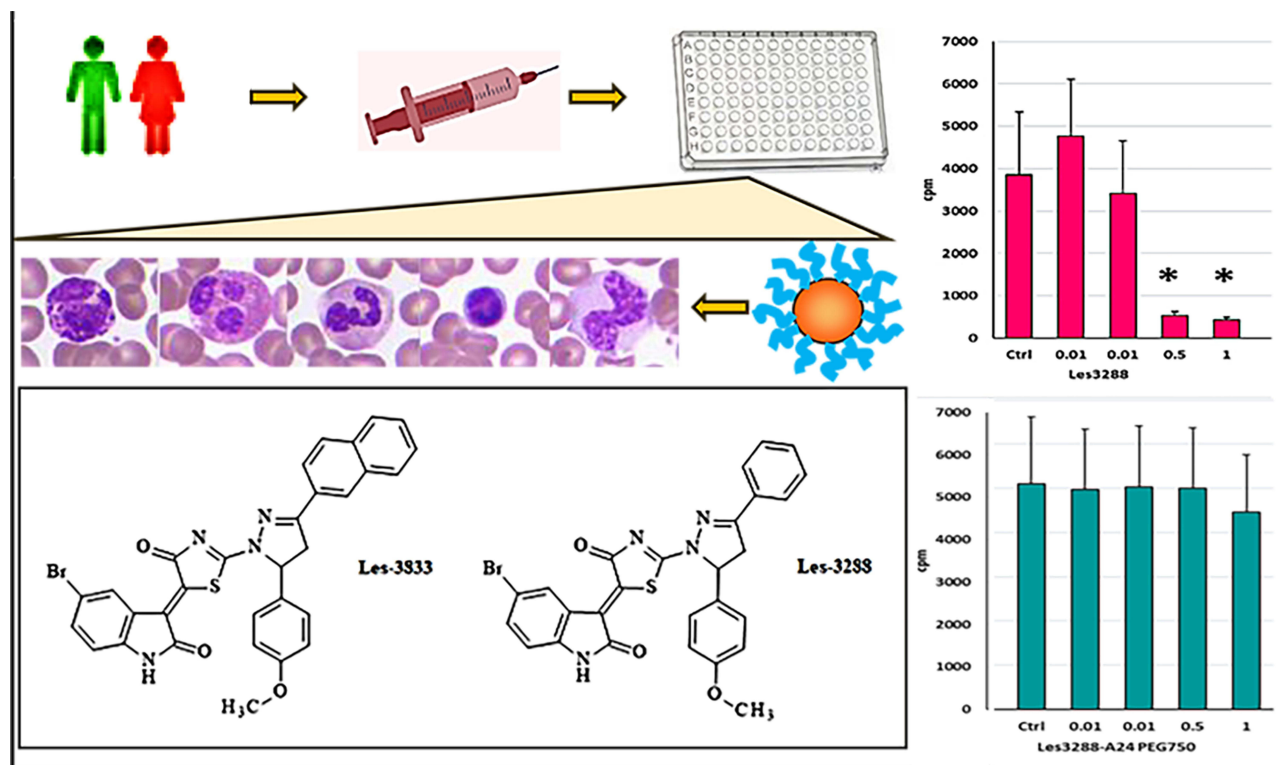 A
B
C
D
E
F
G
H
7000
6000
5000
4000
3000
2000
1000
0
cpm
*
*
Ctrl 0.01 0.01 0.5 1
Les3288
N
N
O
N
N
Br
S
Les-3833
O
N
H
O
H₃C
N
N
O
N
Br
S
Les-3288
O
N
H
O
CH₃
7000
6000
5000
4000
3000
2000
1000
0
cpm
Ctrl 0.01 0.01 0.5 1
Les3288-A24 PEG750